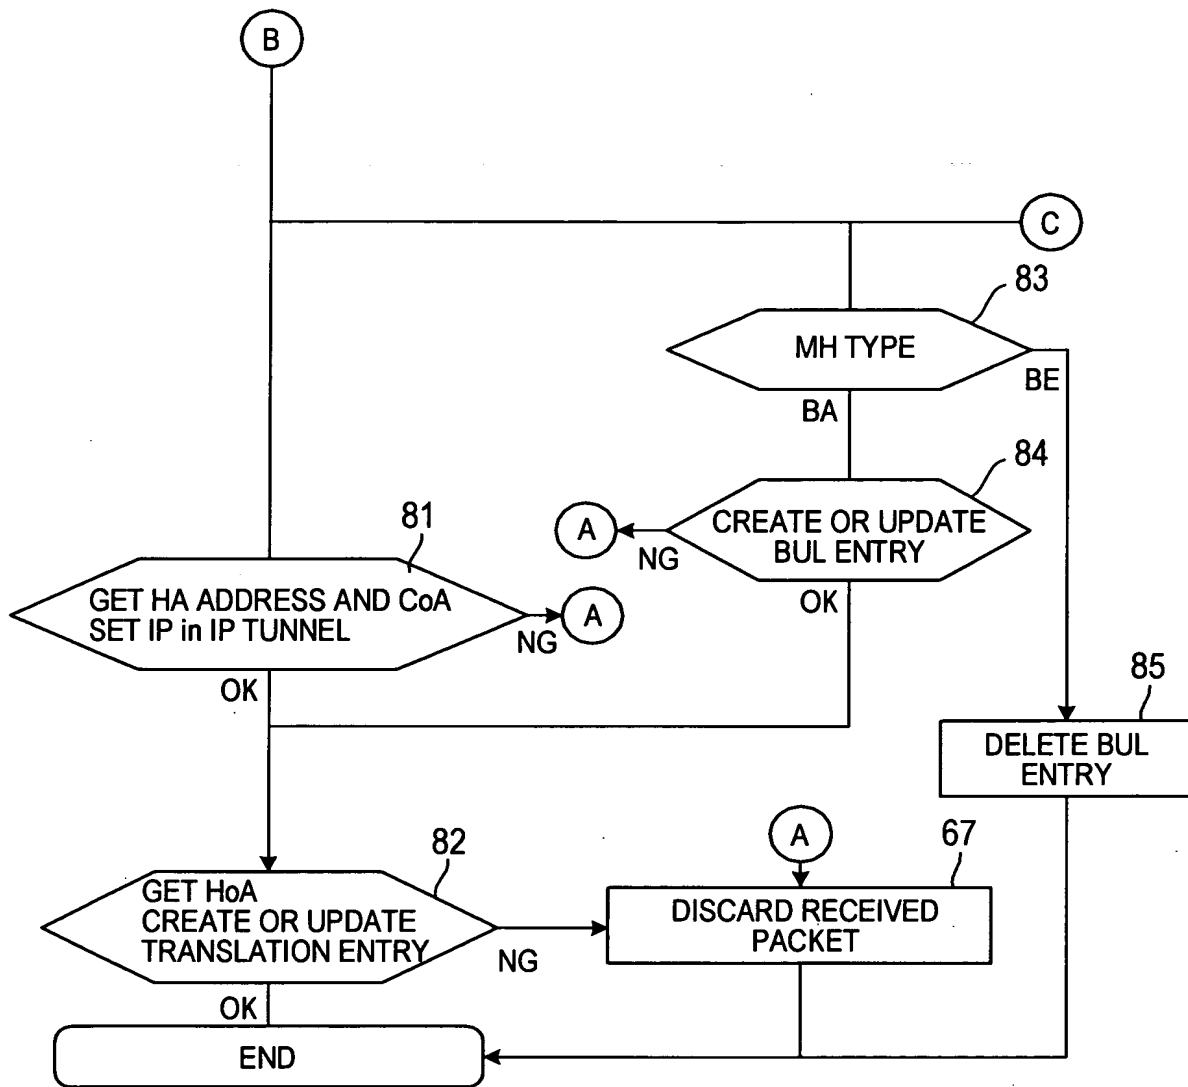 B
C
83
MH TYPE
BE
BA
84
A
NG
CREATE OR UPDATE
BUL ENTRY
OK
81
GET HA ADDRESS AND CoA
SET IP in IP TUNNEL
A
NG
OK
85
DELETE BUL
ENTRY
A
67
82
GET HoA
CREATE OR UPDATE
TRANSLATION ENTRY
NG
DISCARD RECEIVED
PACKET
OK
END